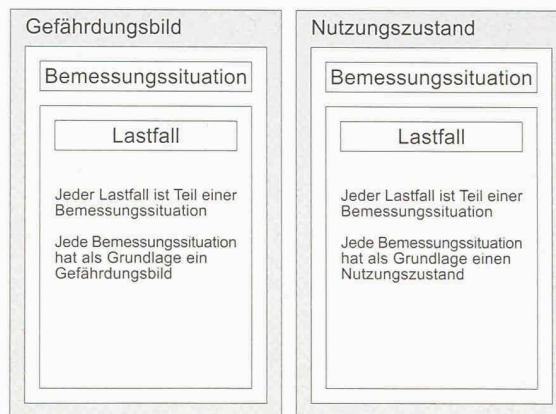 Gefährdungsbild
Bemessungssituation
Lastfall
Jeder Lastfall ist Teil einer
Bemessungssituation
Jede Bemessungssituation
hat als Grundlage ein
Gefährdungsbild
Nutzungszustand
Bemessungssituation
Lastfall
Jeder Lastfall ist Teil einer
Bemessungssituation
Jede Bemessungssituation
hat als Grundlage einen
Nutzungszustand